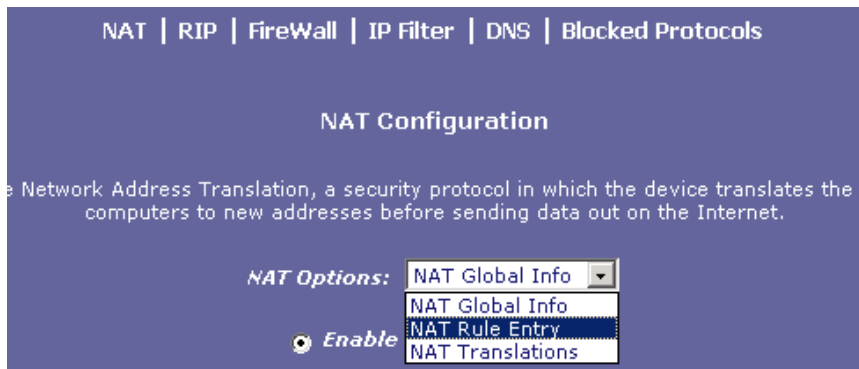 NAT | RIP | FireWall | IP Filter | DNS | Blocked Protocols
NAT Configuration
Network Address Translation, a security protocol in which the device translates the
computers to new addresses before sending data out on the Internet.
NAT Options: NAT Global Info
NAT Global Info
NAT Rule Entry
Enable
NAT Translations